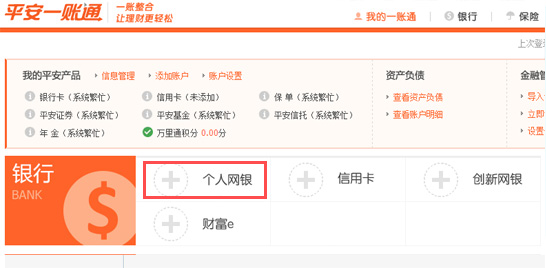 平安一账通 一账整合
让理财更轻松
我的一账通 银行 保险
上次登
我的平安产品 信息管理 添加账户 账户设置 资产负债 金融管
银行卡（系统繁忙） 信用卡（未添加） 保 单（系统繁忙） 查看资产负债 导入
平安证券（系统繁忙） 平安基金（系统繁忙） 平安信托（系统繁忙） 查看账户明细 立即
年 金（系统繁忙） 万里通积分 0.00分 设置
银行 个人网银 信用卡 创新网银
BANK
财富e